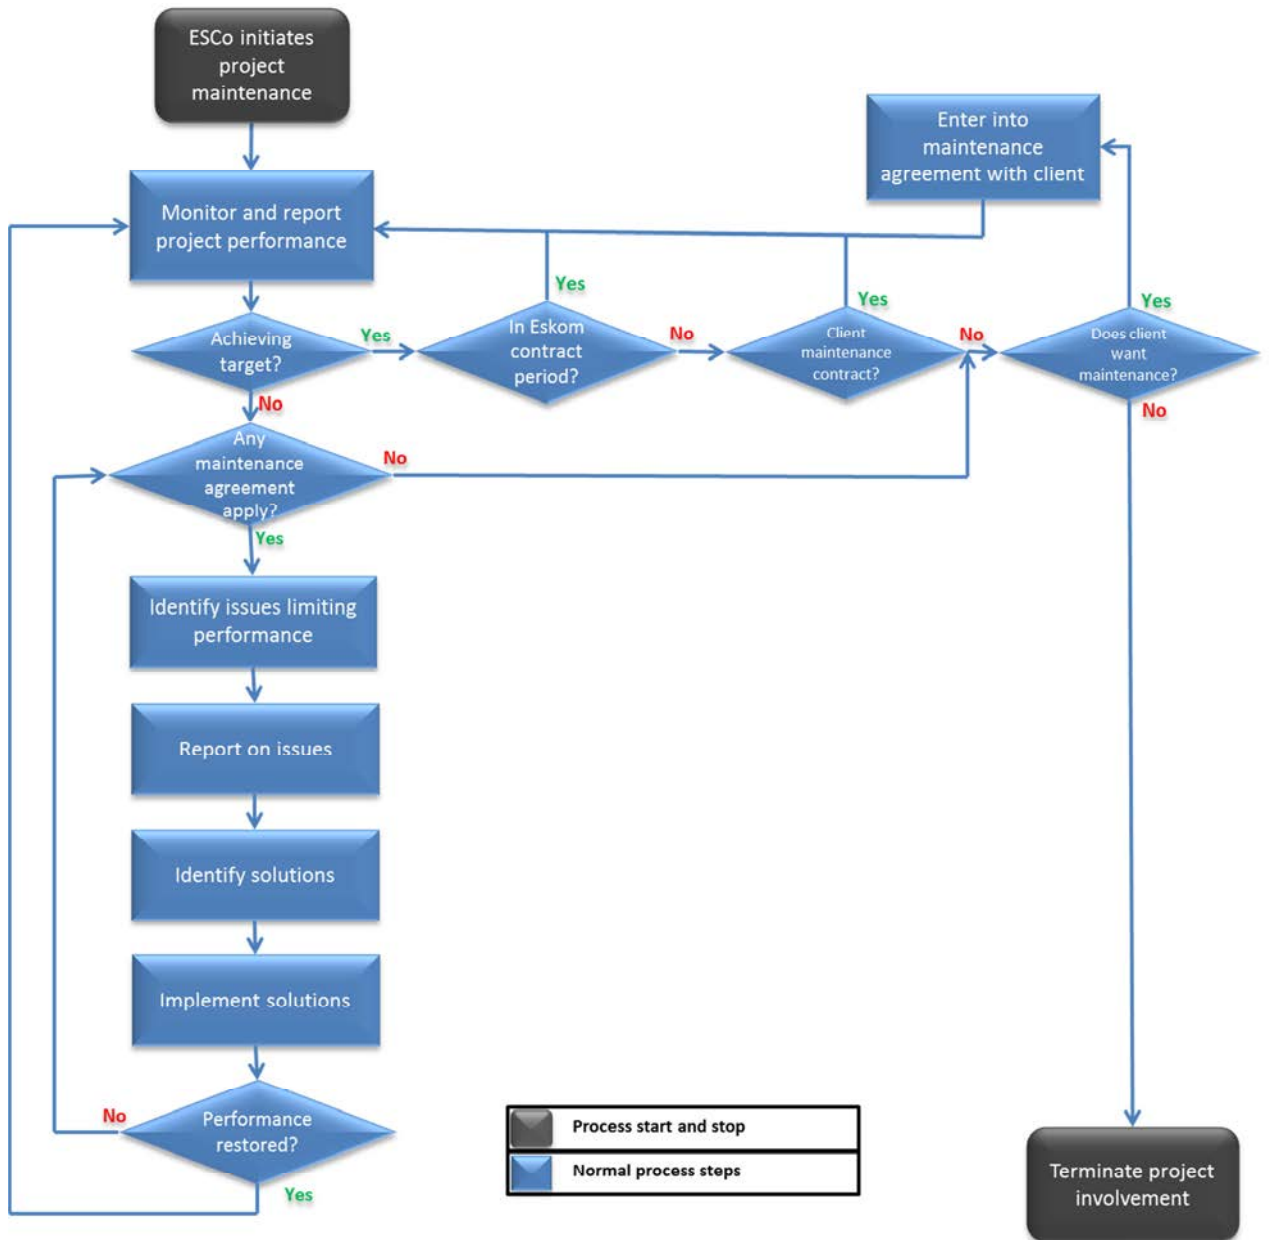 ESCo initiates
project
maintenance
Enter into
maintenance
agreement with client
Monitor and report
project performance
Yes
Yes
Yes
Achieving
target?
Yes
In Eskom
contract
period?
No
Client
maintenance
contract?
No
Does client
want
maintenance?
No
No
Any
maintenance
agreement
apply?
No
Yes
Identify issues limiting
performance
Report on issues
Identify solutions
Implement solutions
No
Performance
restored?
Yes
Process start and stop
Normal process steps
Terminate project
involvement